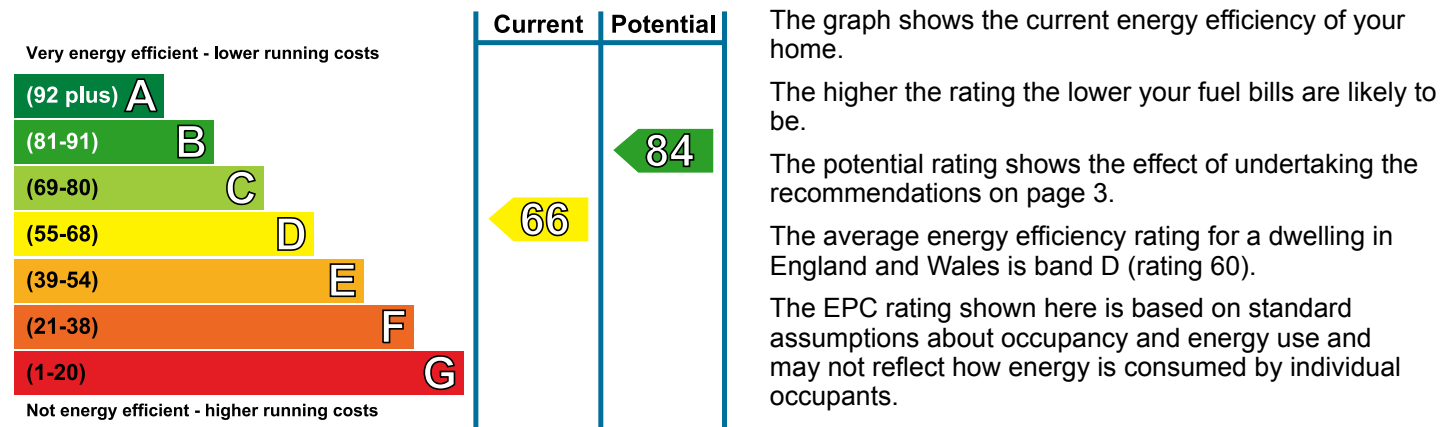 Current Potential
Very energy efficient - lower running costs
(92 plus) A
(81-91) B
84
(69-80) C
66
(55-68) D
(39-54) E
(21-38) F
(1-20) G
Not energy efficient - higher running costs
The graph shows the current energy efficiency of your
home.
The higher the rating the lower your fuel bills are likely to
be.
The potential rating shows the effect of undertaking the
recommendations on page 3.
The average energy efficiency rating for a dwelling in
England and Wales is band D (rating 60).
The EPC rating shown here is based on standard
assumptions about occupancy and energy use and
may not reflect how energy is consumed by individual
occupants.